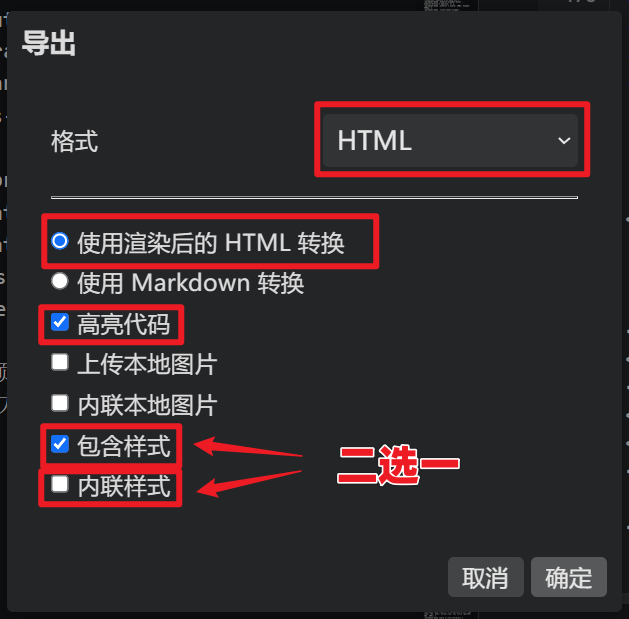 导出
格式
HTML
使用渲染后的 HTML 转换
使用 Markdown 转换
高亮代码
上传本地图片
内联本地图片
包含样式
内联样式
二选一
取消
确定